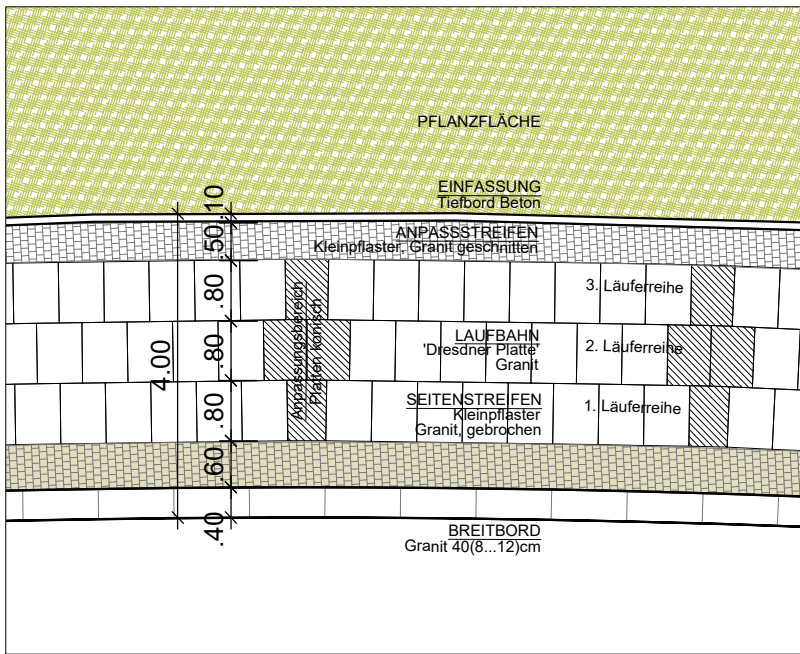 PFLANZFLÄCHE
EINFASSUNG
Tiefbord Beton
.10
ANPASSSTREIFEN
Kleinpflaster, Granit geschnitten
.50
3. Läuferreihe
.80
Anpassungsbereich
Platten konisch
LAUFBAHN
'Dresdner Platte'
Granit
2. Läuferreihe
.80
4.00
SEITENSTREIFEN
Kleinpflaster
Granit, gebrochen
1. Läuferreihe
.80
.60
.40
BREITBORD
Granit 40(8...12)cm